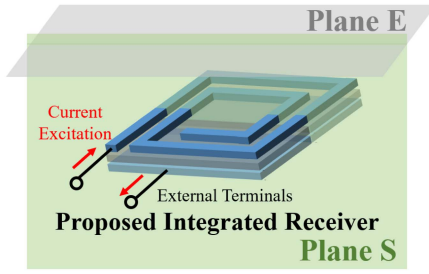 Plane E
Current
Excitation
External Terminals
Proposed Integrated Receiver
Plane S